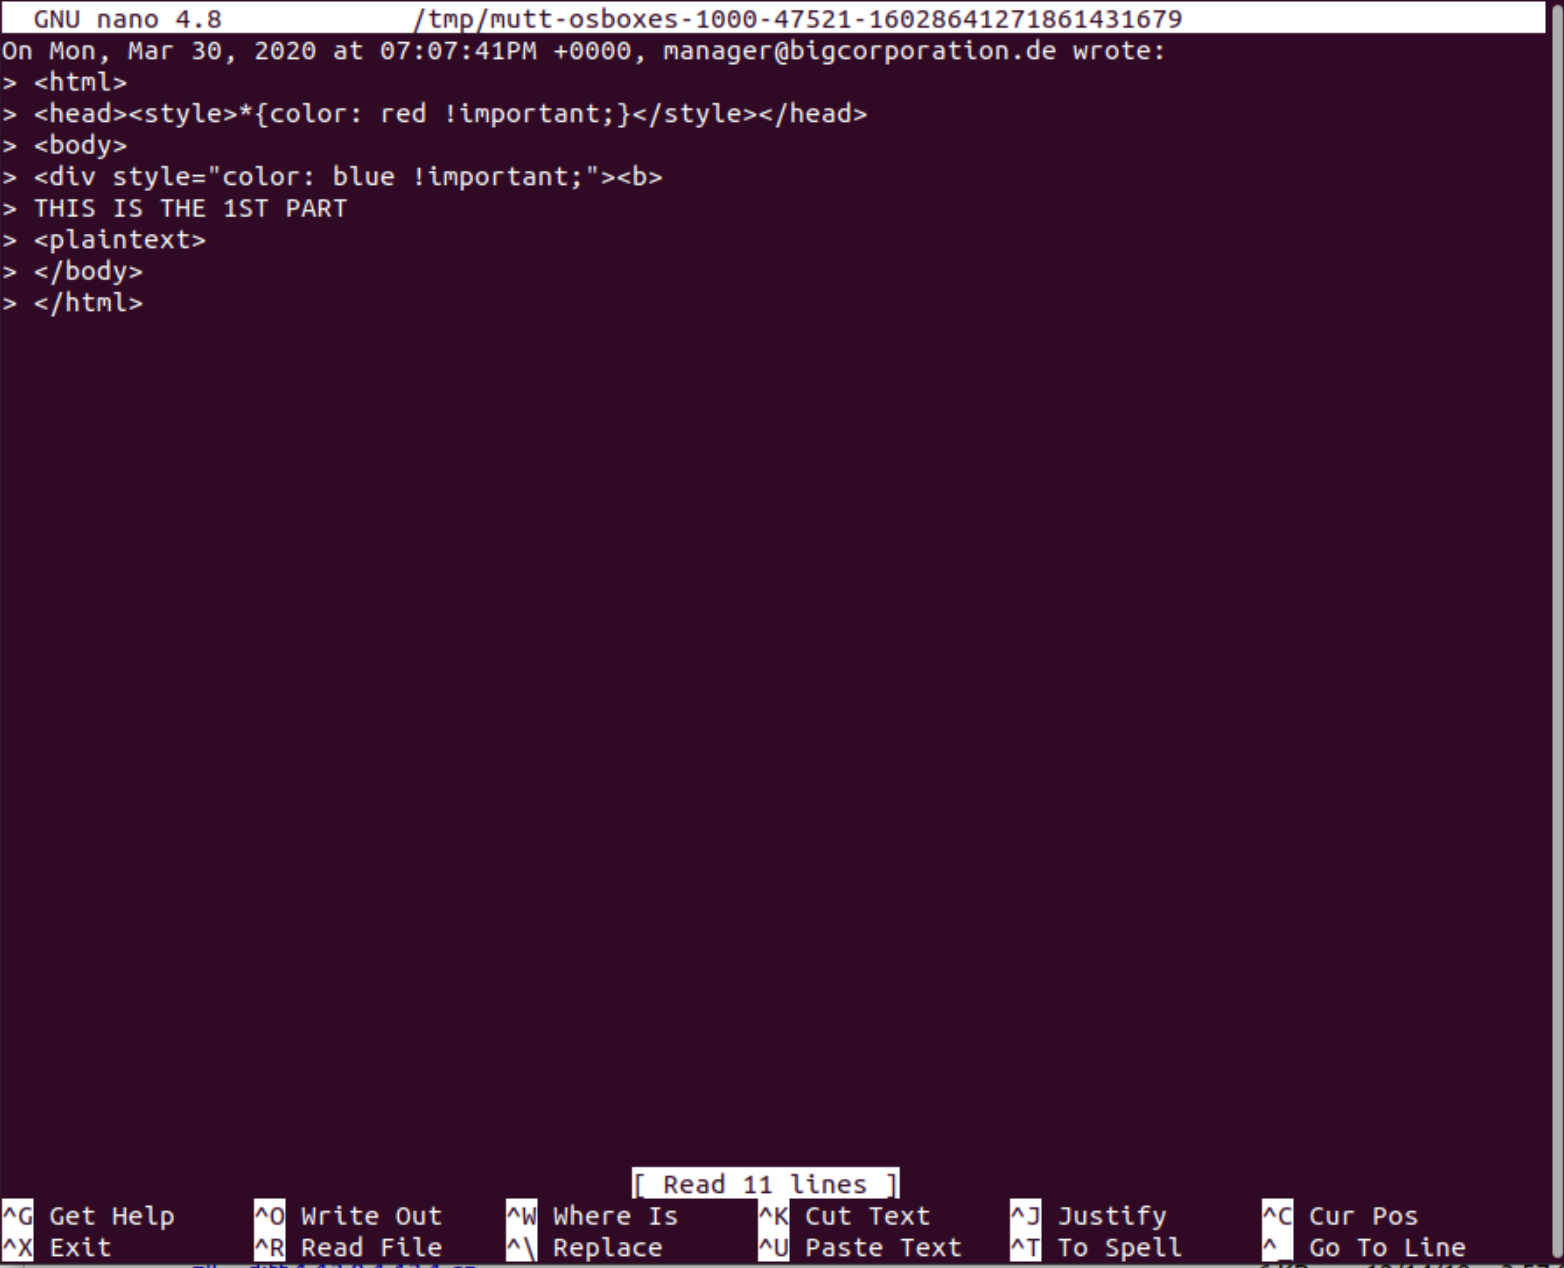 GNU nano 4.8 /tmp/mutt-osboxes-1000-47521-16028641271861431679
On Mon, Mar 30, 2020 at 07:07:41PM +0000, manager@bigcorporation.de wrote:
> <html>
> <head><style>*{color: red !important;}</style></head>
> <body>
> <div style="color: blue !important;"><b>
> THIS IS THE 1ST PART
> <plaintext>
> </body>
> </html>
[ Read 11 lines ]
^G Get Help ^O Write Out ^W Where Is ^K Cut Text ^J Justify ^C Cur Pos
^X Exit ^R Read File ^\ Replace ^U Paste Text ^T To Spell ^ Go To Line